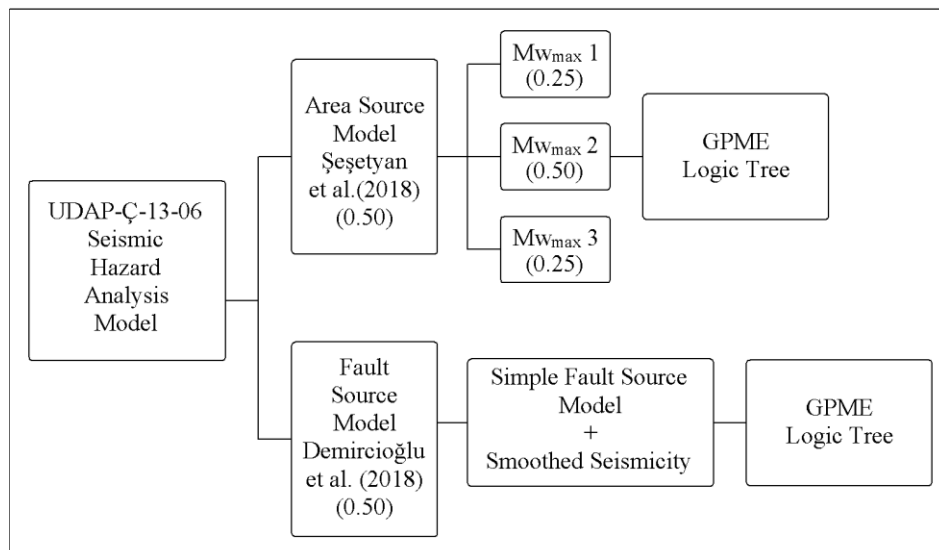 UDAP-Ç-13-06
Seismic
Hazard
Analysis
Model
Area Source
Model
Şeşetyan
et al.(2018)
(0.50)
Mwmax 1
(0.25)
Mwmax 2
(0.50)
Mwmax 3
(0.25)
GPME
Logic Tree
Fault
Source
Model
Demircioğlu
et al. (2018)
(0.50)
Simple Fault Source
Model
+
Smoothed Seismicity
GPME
Logic Tree